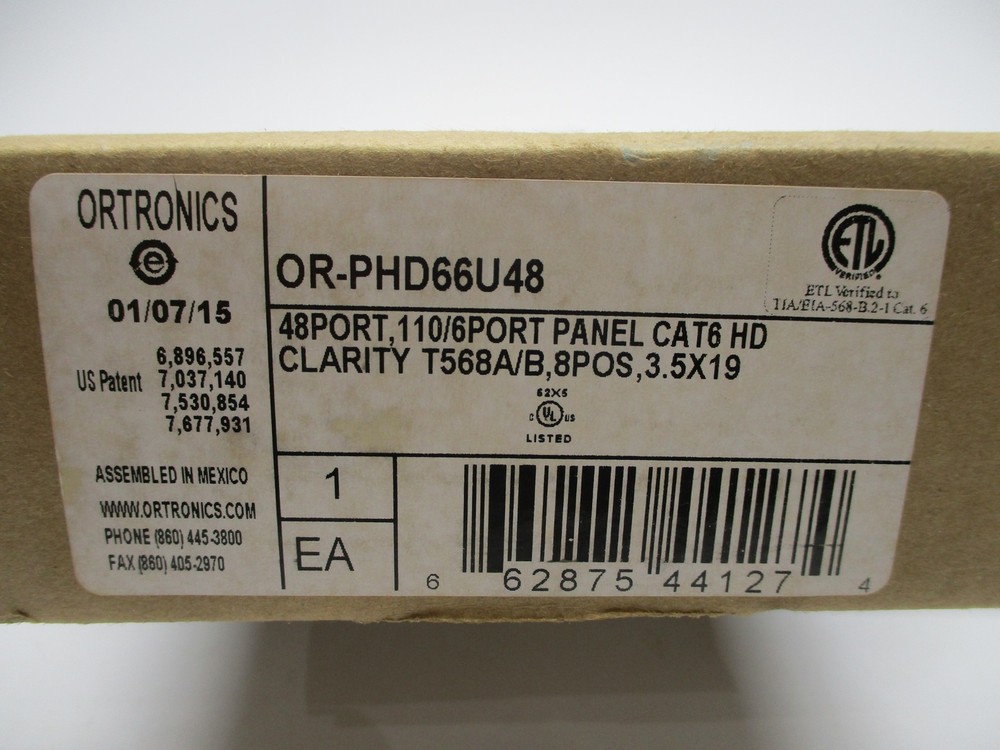 ORTRONICS
e
01/07/15
US Patent
6,896,557
7,037,140
7,530,854
7,677,931
ASSEMBLED IN MEXICO
WWW.ORTRONICS.COM
PHONE (860) 445-3800
FAX (860) 405-2970
OR-PHD66U48
ETL
VERIFIED
ETL Verified to
TIA/EIA-568-B.2-1 Cat. 6
48PORT,110/6PORT PANEL CAT6 HD
CLARITY T568A/B,8POS,3.5X19
62X5
C UL US
LISTED
1
EA
6 62875 44127 4